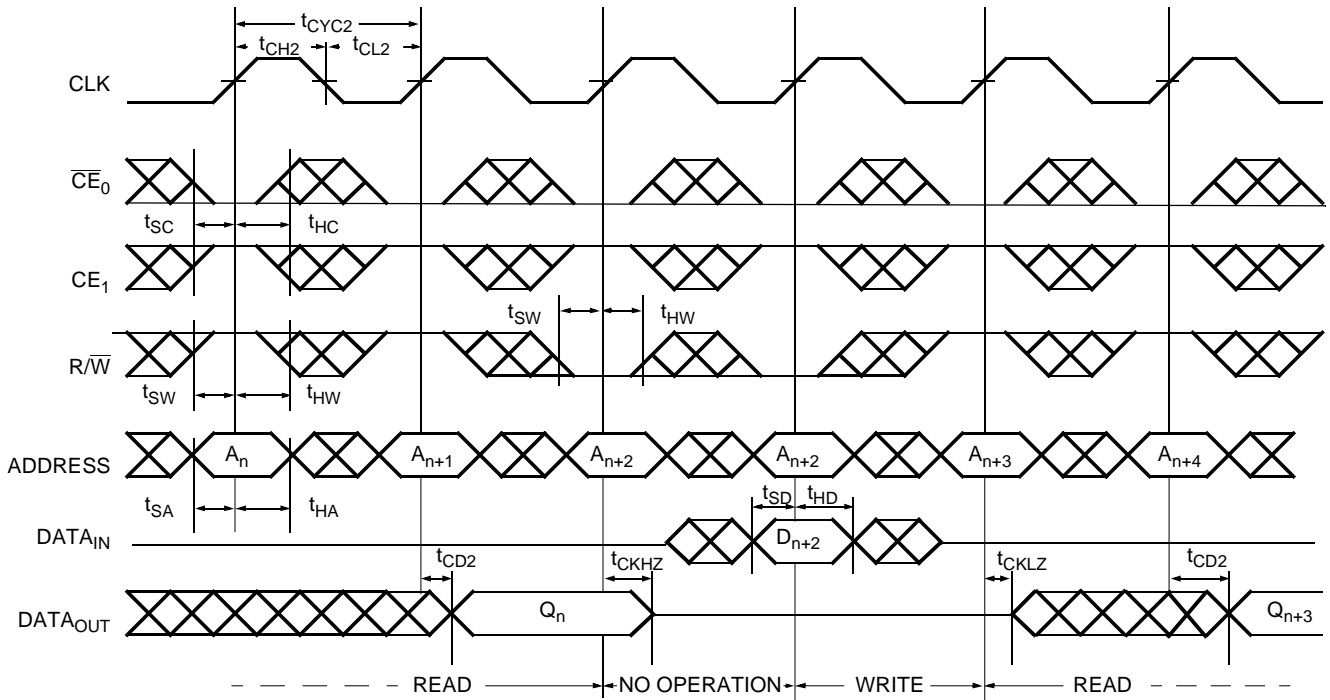 tCYC2
tCH2 tCL2
CLK
CE0
tSC tHC
CE1
tSW tHW
R/W
tSW tHW
ADDRESS An An+1 An+2 An+2 An+3 An+4
tSA tHA tSD tHD
DATAIN Dn+2
tCD2 tCKHZ tCKLZ tCD2
DATAOUT Qn Qn+3
READ NO OPERATION WRITE READ